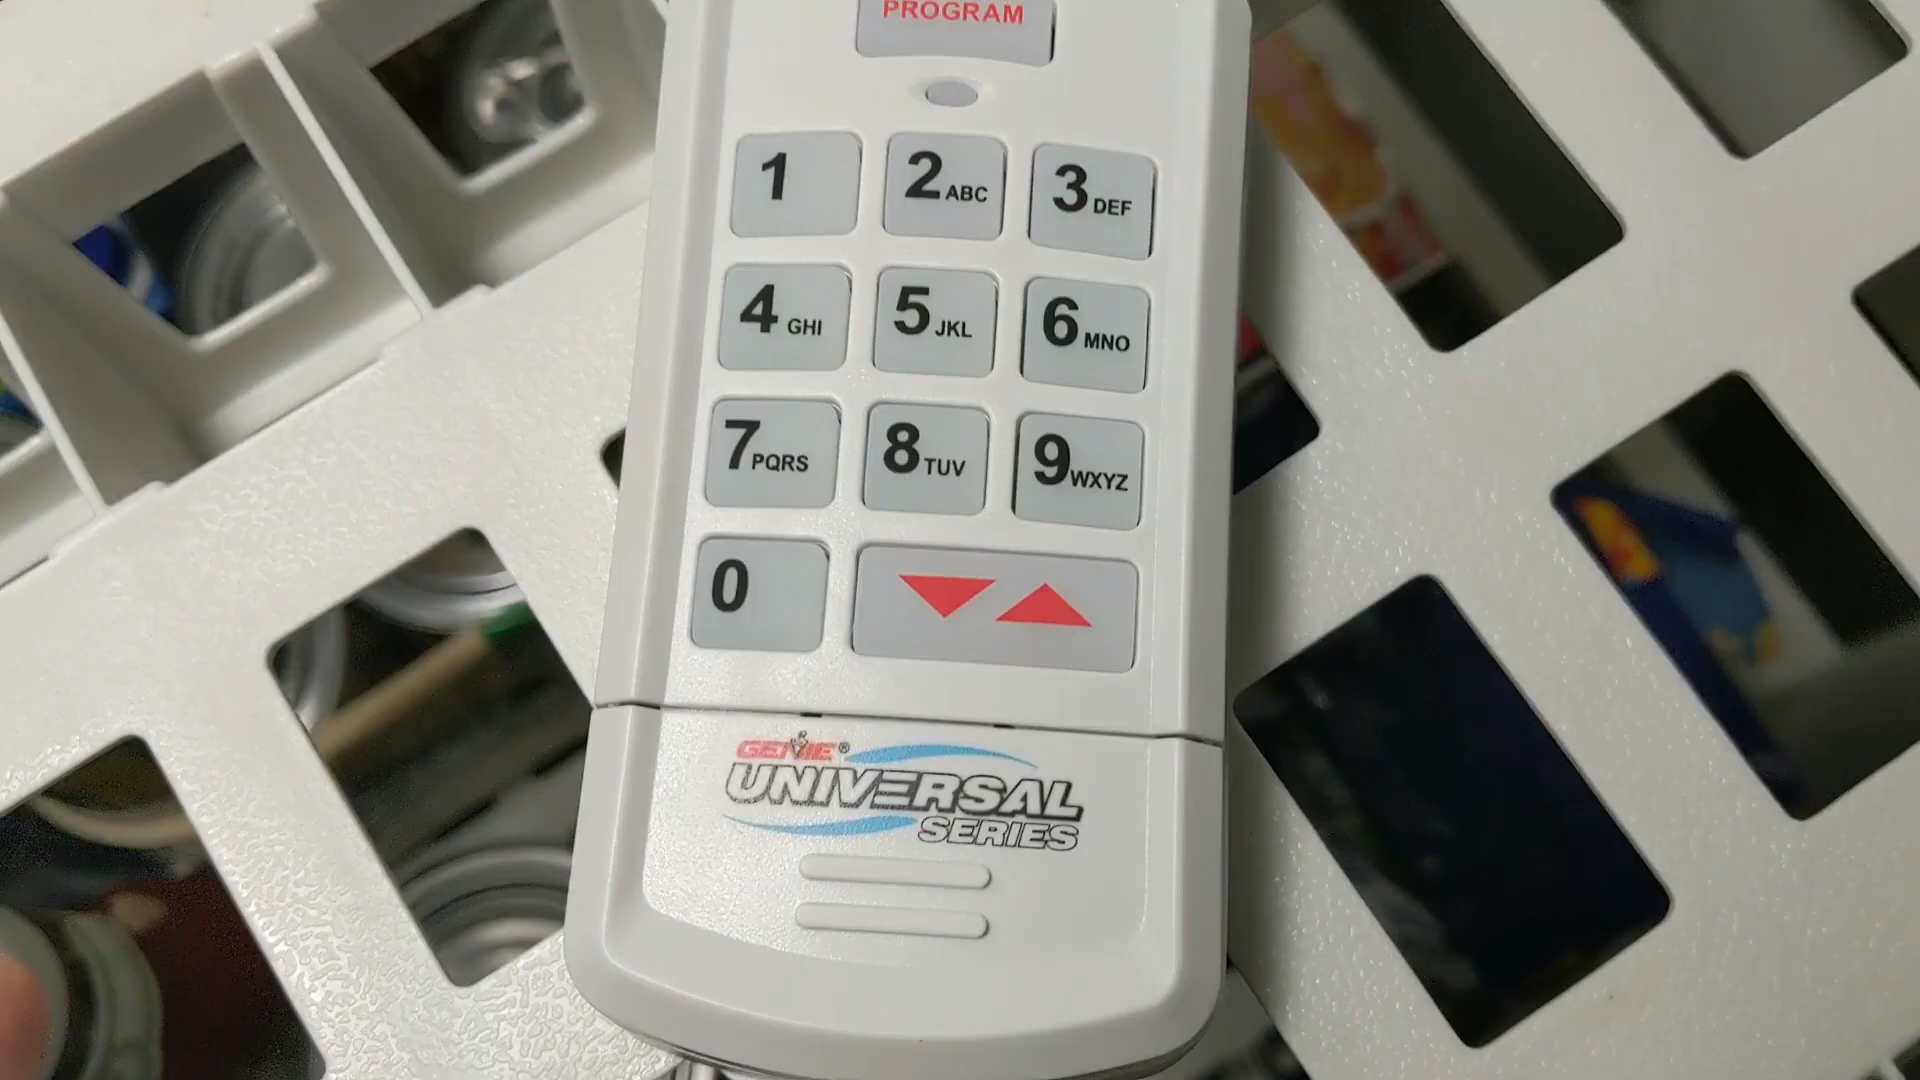 PROGRAM
1 2 ABC 3 DEF
4 GHI 5 JKL 6 MNO
7 PQRS 8 TUV 9 WXYZ
0
GENIE®
UNIVERSAL
SERIES